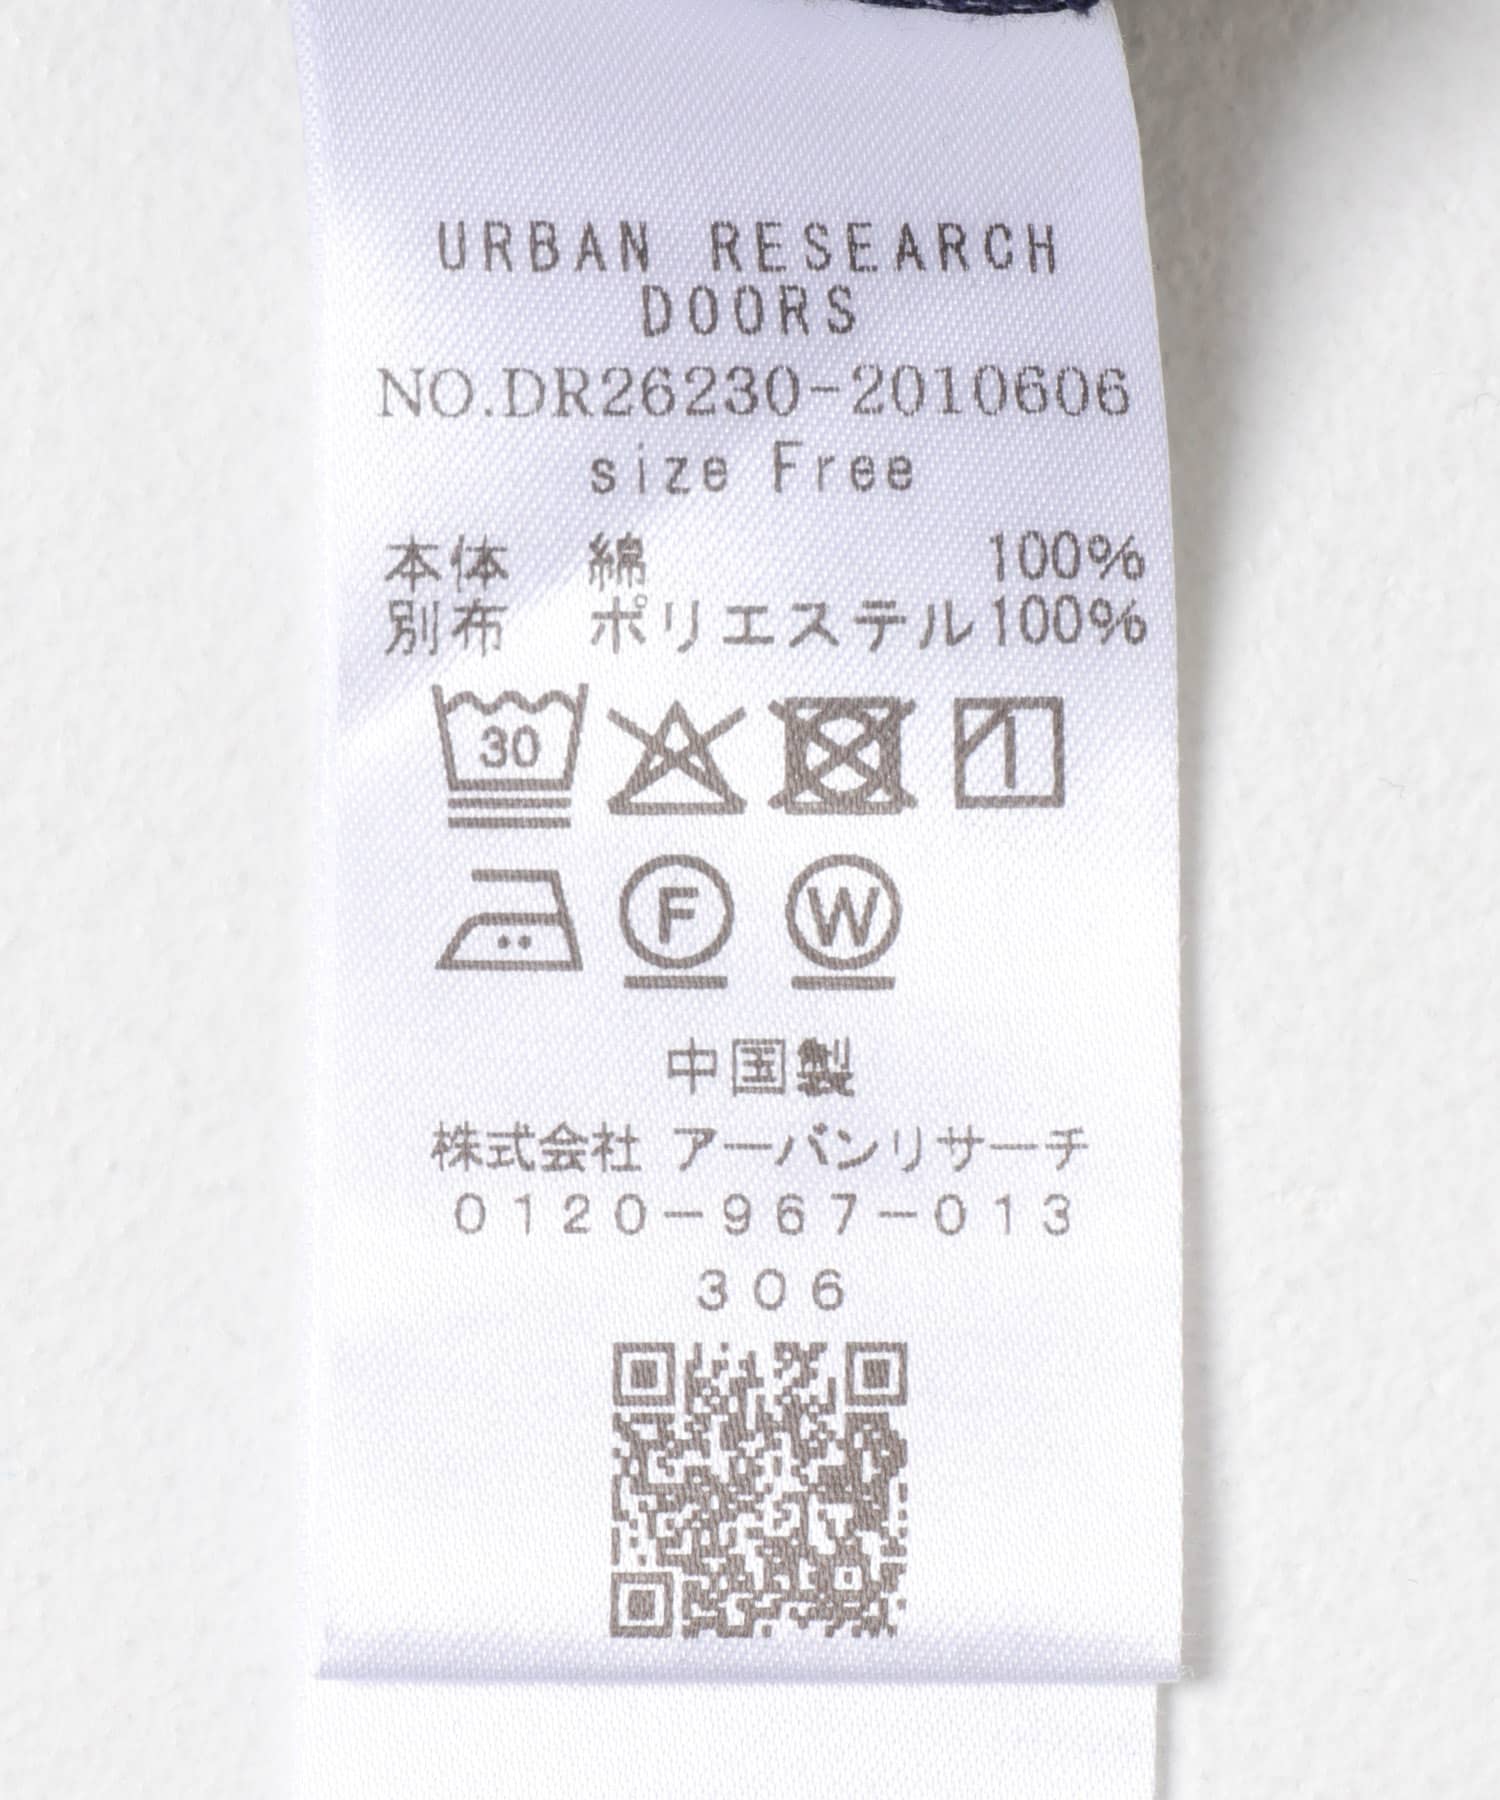 URBAN RESEARCH
DOORS
NO.DR26230-2010606
size Free
本体 綿 100%
別布 ポリエステル100%
30
F W
中国製
株式会社 アーバンリサーチ
0120-967-013
306